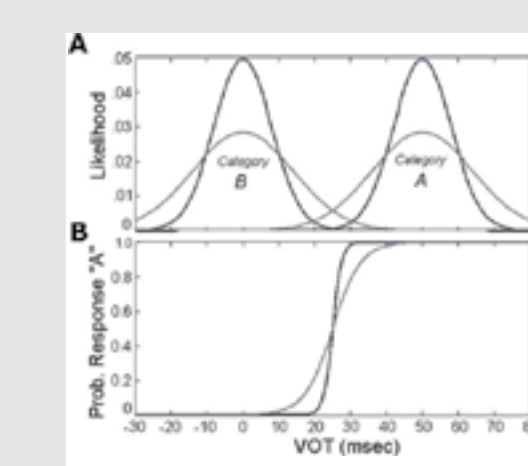 A
Likelihood
.05
.04
.03
.02
.01
0
Category
B
Category
A
B
Prob. Response "A"
1.0
0.8
0.6
0.4
0.2
0
-30 -20 -10 0 10 20 30 40 50 60 70
VOT (msec)